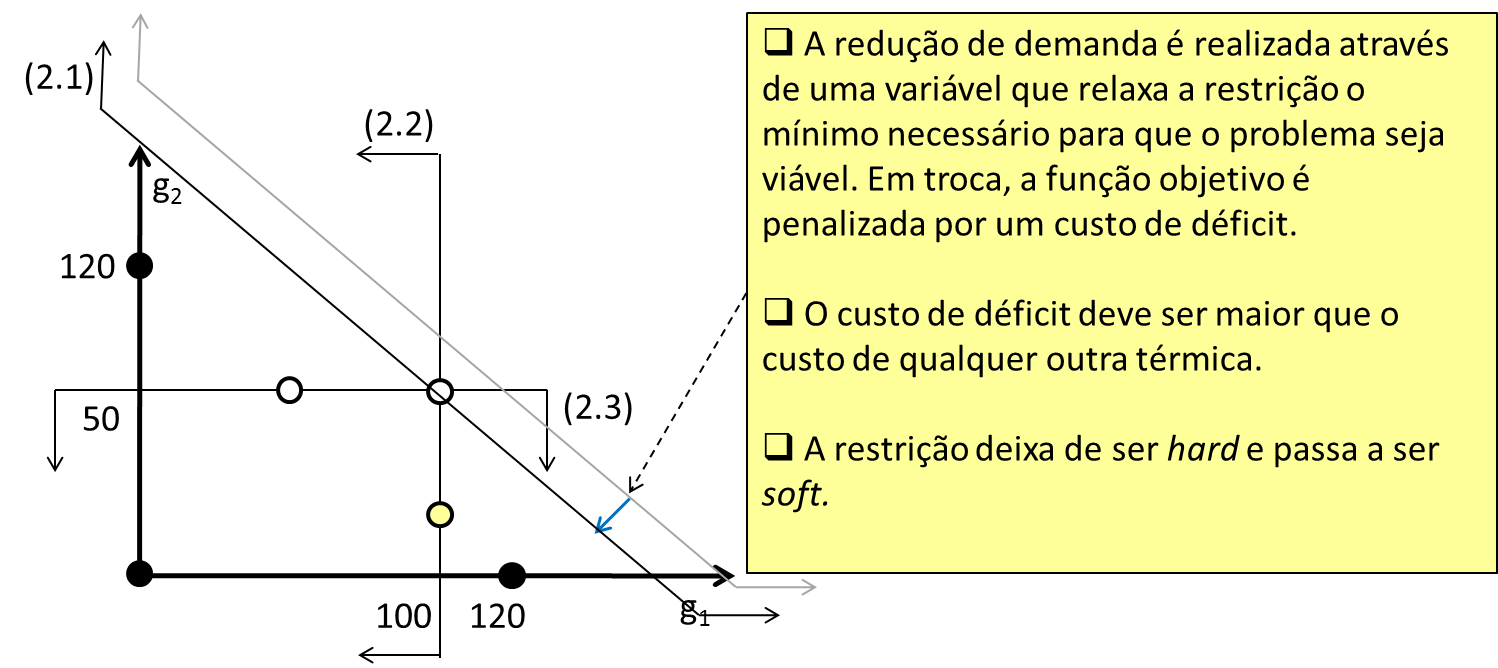 (2.1)
(2.2)
g2
120
50
(2.3)
100
120
g1
❑ A redução de demanda é realizada através
de uma variável que relaxa a restrição o
mínimo necessário para que o problema seja
viável. Em troca, a função objetivo é
penalizada por um custo de déficit.
❑ O custo de déficit deve ser maior que o
custo de qualquer outra térmica.
❑ A restrição deixa de ser hard e passa a ser
soft.